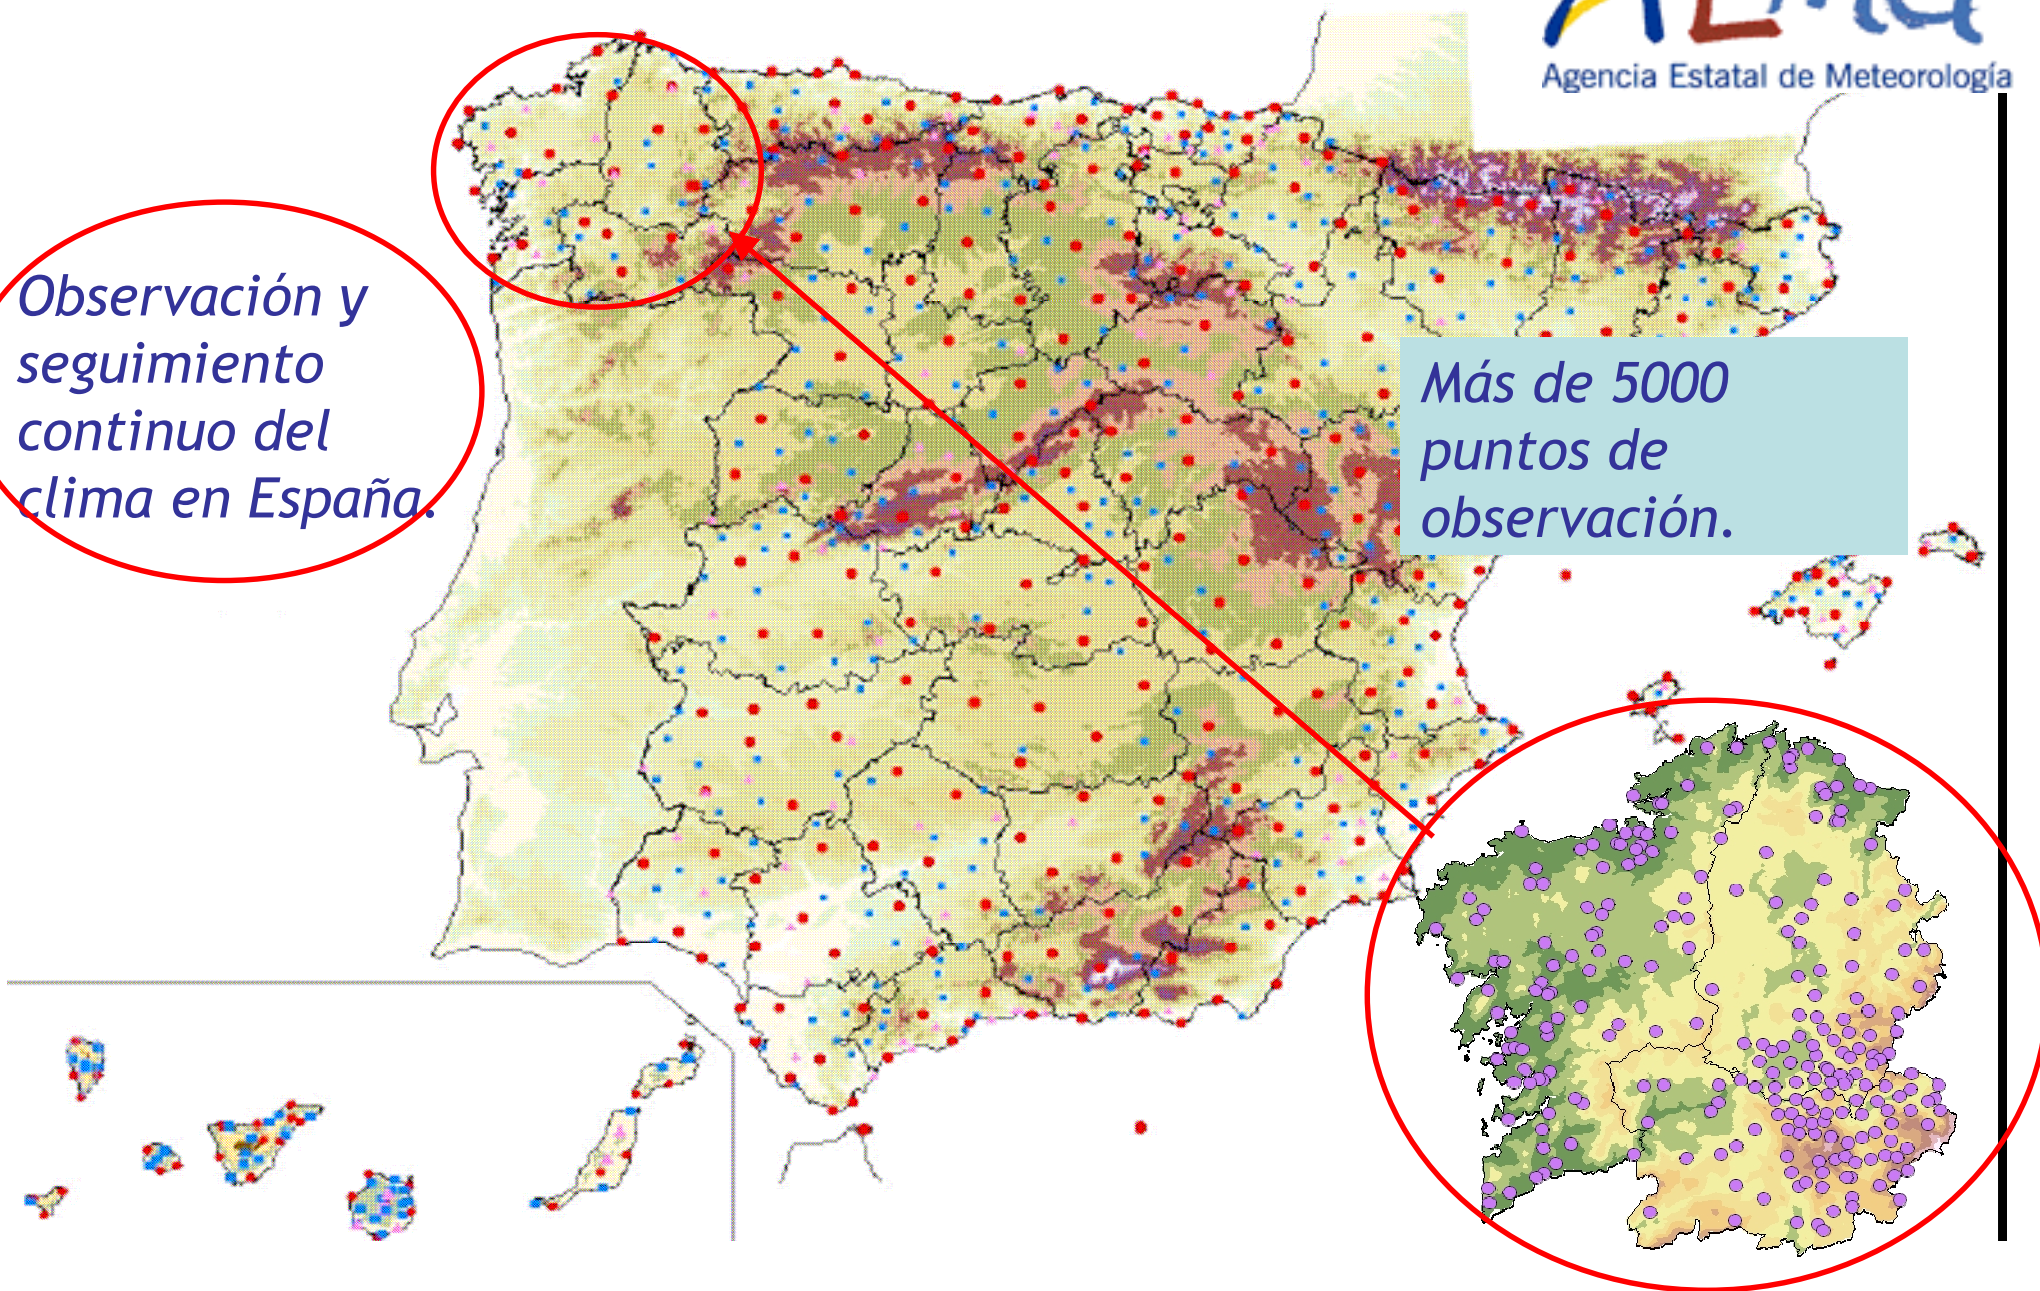 Agencia Estatal de Meteorología
Observación y
seguimiento
continuo del
clima en España.
Más de 5000
puntos de
observación.